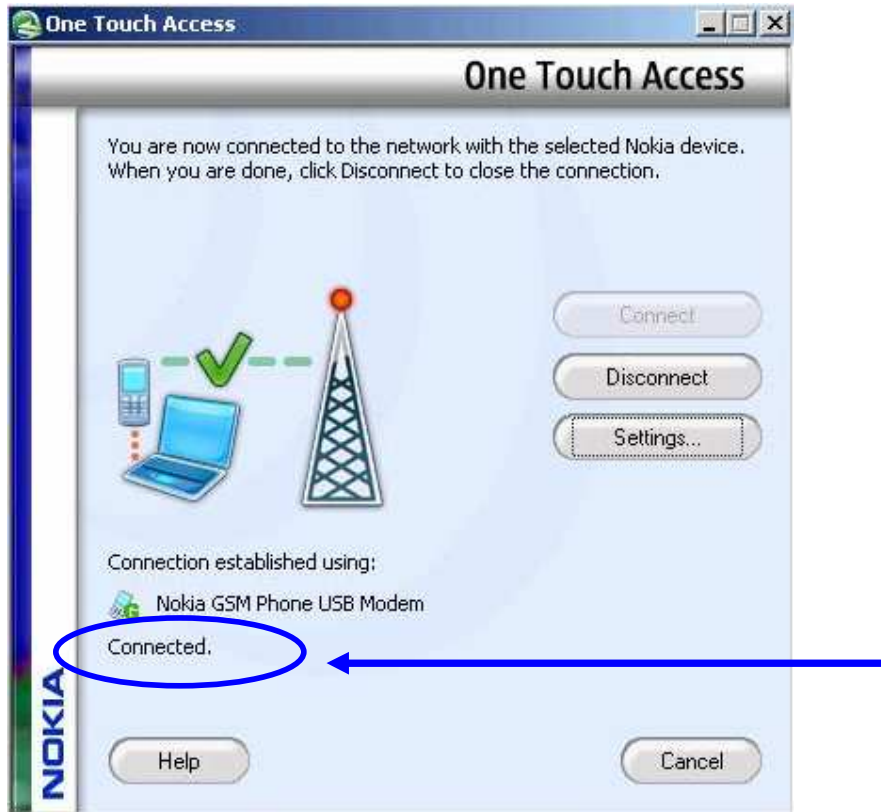 One Touch Access
One Touch Access
You are now connected to the network with the selected Nokia device.
When you are done, click Disconnect to close the connection.
Connect
Disconnect
Settings...
Connection established using:
Nokia GSM Phone USB Modem
Connected.
NOKIA
Help
Cancel